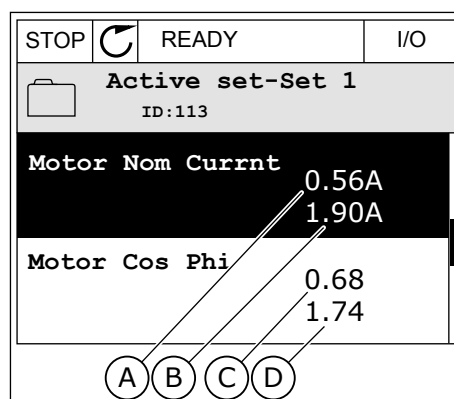 STOP READY I/O
Active set-Set 1
ID:113
Motor Nom Currnt
0.56A
1.90A
Motor Cos Phi
0.68
1.74
A B C D